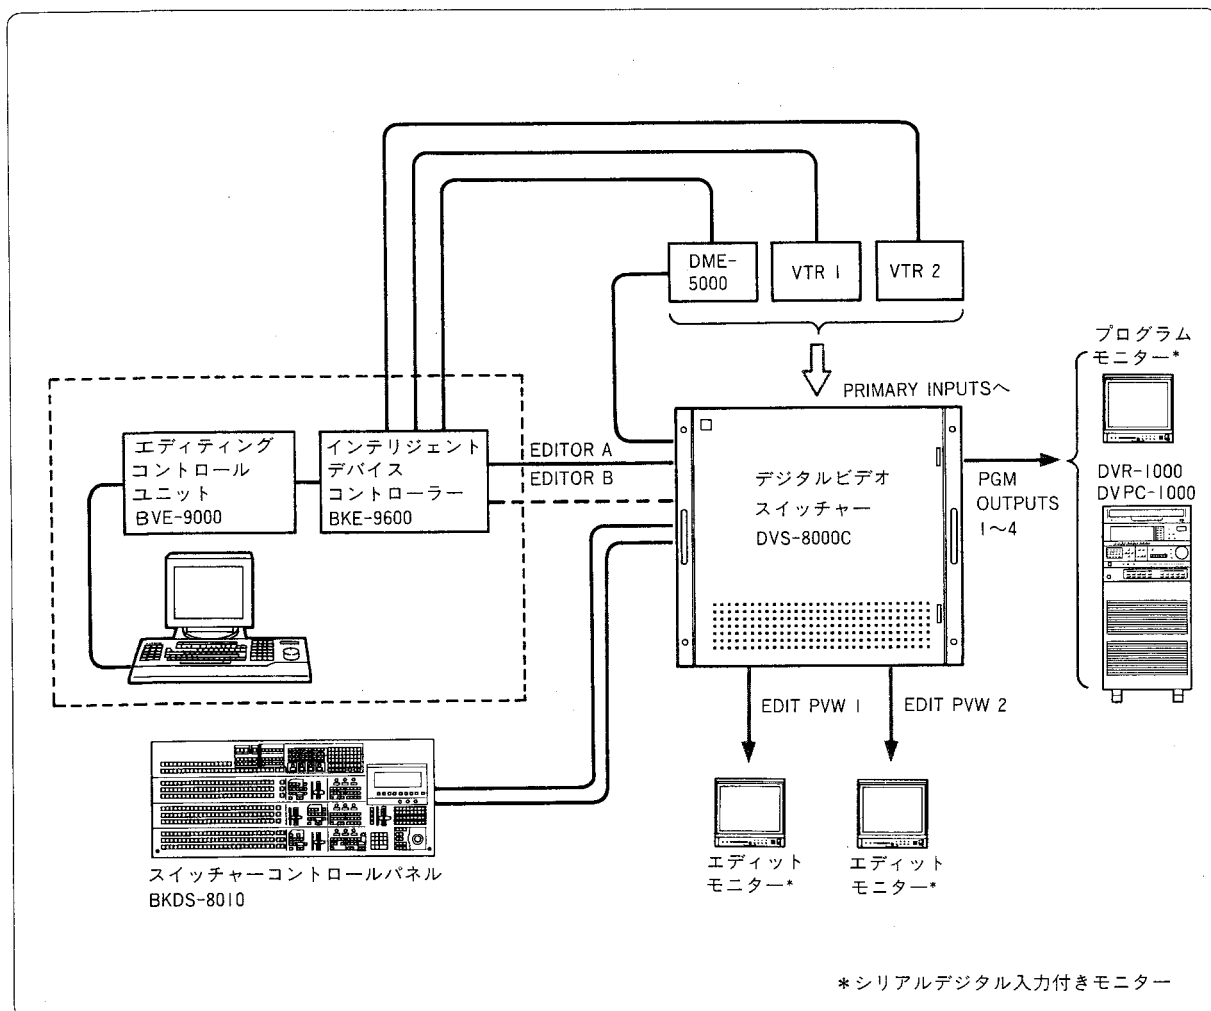 DME-
5000
VTR 1
VTR 2
プログラム
モニター*
PRIMARY INPUTSへ
エディティング
コントロール
ユニット
BVE-9000
インテリジェント
デバイス
コントローラー
BKE-9600
EDITOR A
EDITOR B
デジタルビデオ
スイッチャー
DVS-8000C
PGM
OUTPUTS
1〜4
DVR-1000
DVPC-1000
EDIT PVW 1
EDIT PVW 2
エディット
モニター*
エディット
モニター*
スイッチャーコントロールパネル
BKDS-8010
*シリアルデジタル入力付きモニター